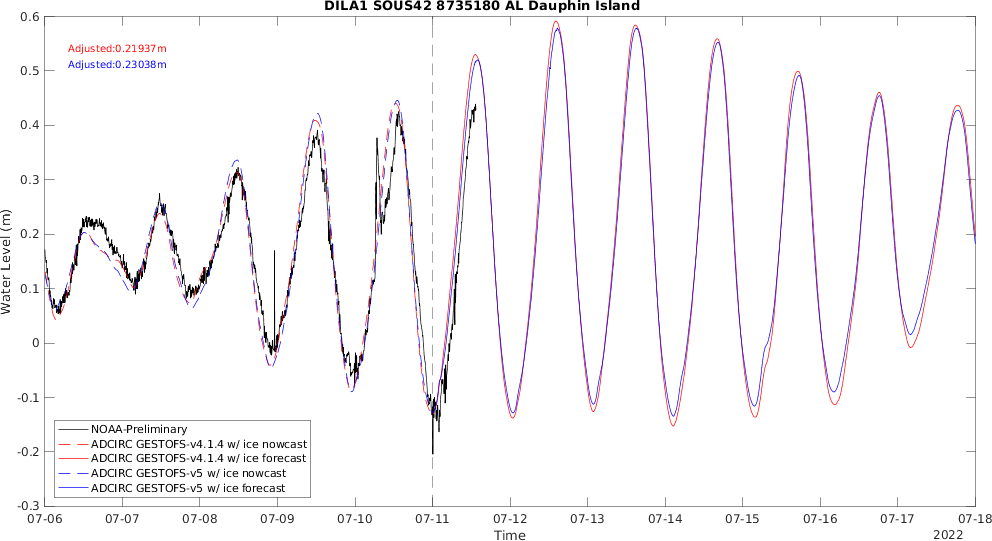 DILA1 SOUS42 8735180 AL Dauphin Island
0.6
Adjusted:0.21937m
Adjusted:0.23038m
0.5
0.4
0.3
0.2
0.1
0
-0.1
-0.2
-0.3
Water Level (m)
NOAA-Preliminary
ADCIRC GESTOFS-v4.1.4 w/ ice nowcast
ADCIRC GESTOFS-v4.1.4 w/ ice forecast
ADCIRC GESTOFS-v5 w/ ice nowcast
ADCIRC GESTOFS-v5 w/ ice forecast
07-06 07-07 07-08 07-09 07-10 07-11 07-12 07-13 07-14 07-15 07-16 07-17 07-18
Time
2022